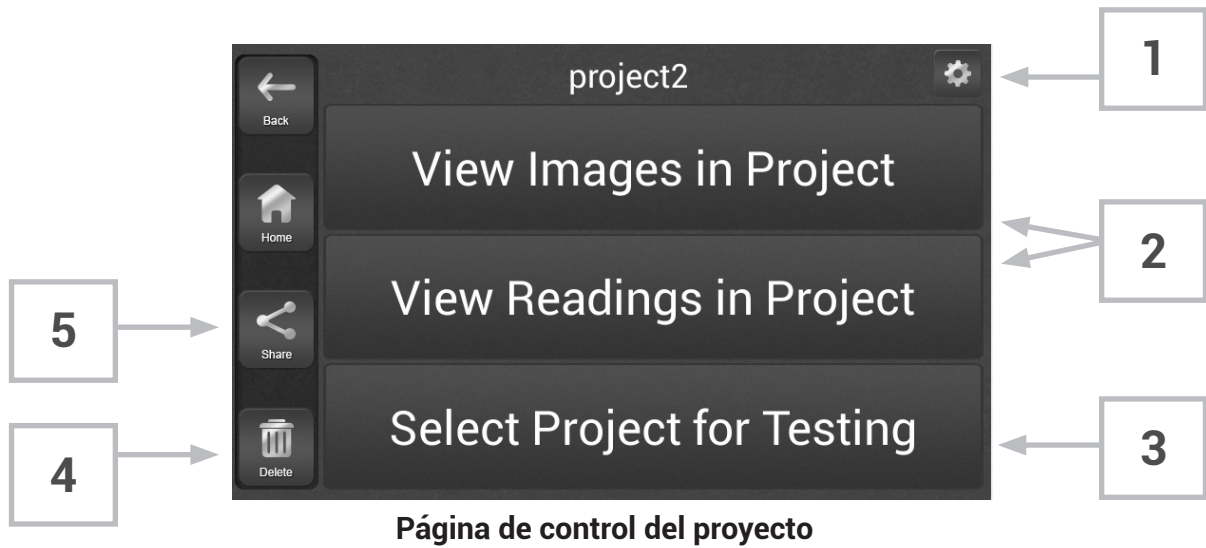 1
project2
Back
View Images in Project
Home
2
View Readings in Project
5
Share
Select Project for Testing
3
4
Delete
Página de control del proyecto